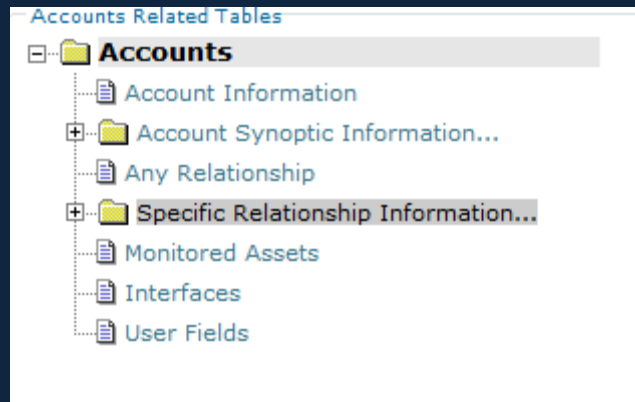 Accounts Related Tables
Accounts
Account Information
Account Synoptic Information...
Any Relationship
Specific Relationship Information...
Monitored Assets
Interfaces
User Fields